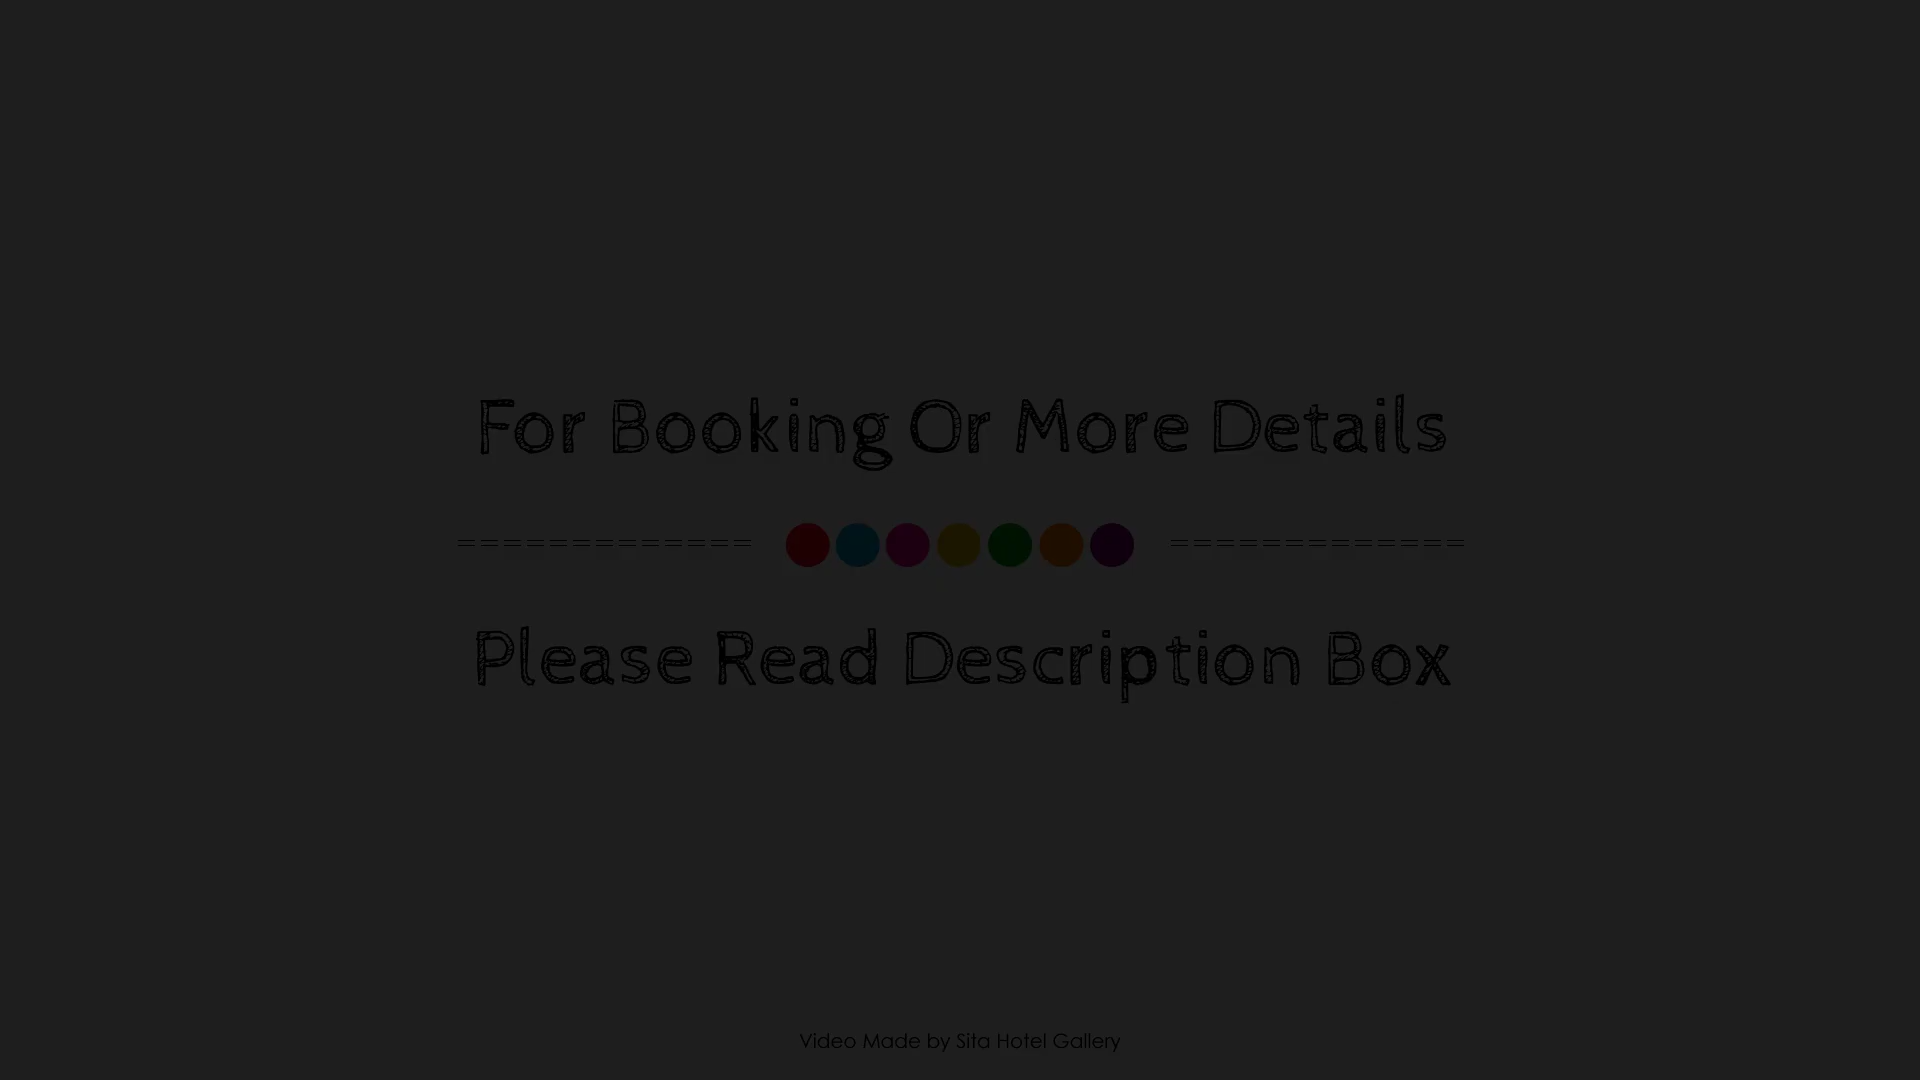 For Booking Or More Details
============= =============
Please Read Description Box
Video Made by Sita Hotel Gallery